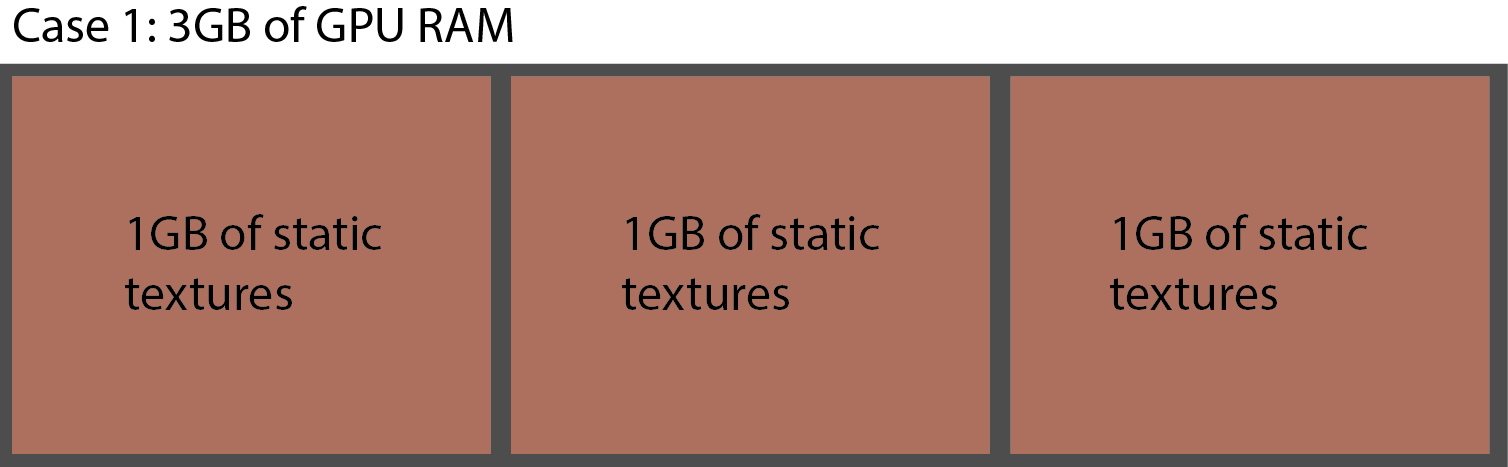 Case 1: 3GB of GPU RAM
1GB of static
textures
1GB of static
textures
1GB of static
textures